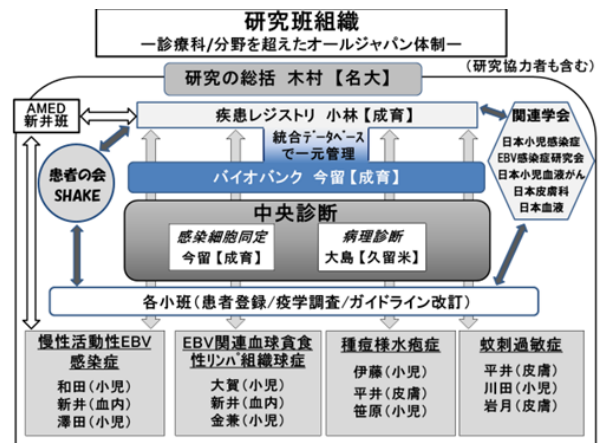 研究班組織
―診療科/分野を超えたオールジャパン体制―
研究の総括 木村【名大】
(研究協力者も含む)
AMED
新井班
疾患レジストリ 小林【成育】
関連学会
統合データベース
で一元管理
日本小児感染症
EBV感染症研究会
日本小児血液がん
日本皮膚科
日本血液
患者の会
SHAKE
バイオバンク 今留【成育】
中央診断
感染細胞同定
今留【成育】
病理診断
大島【久留米】
各小班(患者登録/疫学調査/ガイドライン改訂)
慢性活動性EBV
感染症
和田(小児)
新井(血内)
澤田(小児)
EBV関連血球貪食
性リンパ組織球症
大賀(小児)
新井(血内)
金兼(小児)
種痘様水疱症
伊藤(小児)
平井(皮膚)
笹原(小児)
蚊刺過敏症
平井(皮膚)
川田(小児)
岩月(皮膚)